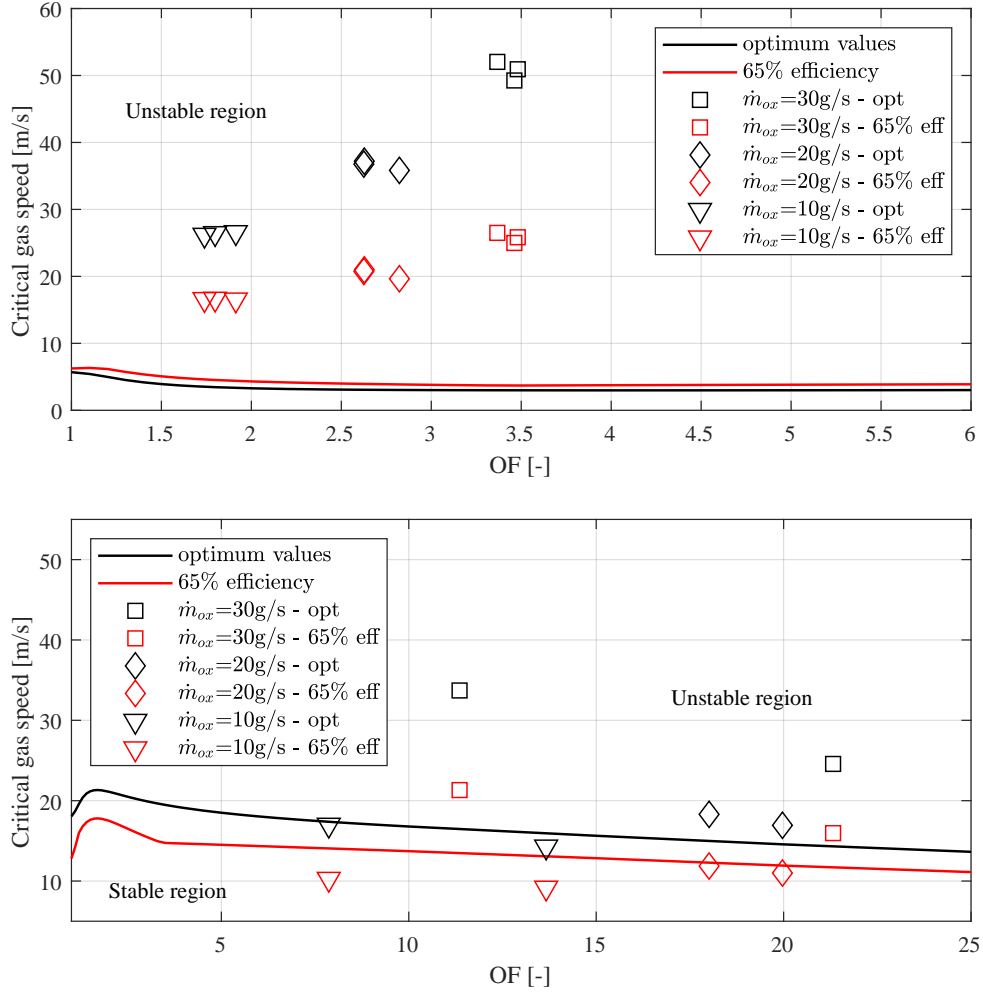 60
50
40
30
20
10
0
Critical gas speed [m/s]
Unstable region
optimum values
65% efficiency
ṁox=30g/s - opt
ṁox=30g/s - 65% eff
ṁox=20g/s - opt
ṁox=20g/s - 65% eff
ṁox=10g/s - opt
ṁox=10g/s - 65% eff
1 1.5 2 2.5 3 3.5 4 4.5 5 5.5 6
OF [-]
50
40
30
20
10
Critical gas speed [m/s]
optimum values
65% efficiency
ṁox=30g/s - opt
ṁox=30g/s - 65% eff
ṁox=20g/s - opt
ṁox=20g/s - 65% eff
ṁox=10g/s - opt
ṁox=10g/s - 65% eff
Unstable region
Stable region
5 10 15 20 25
OF [-]